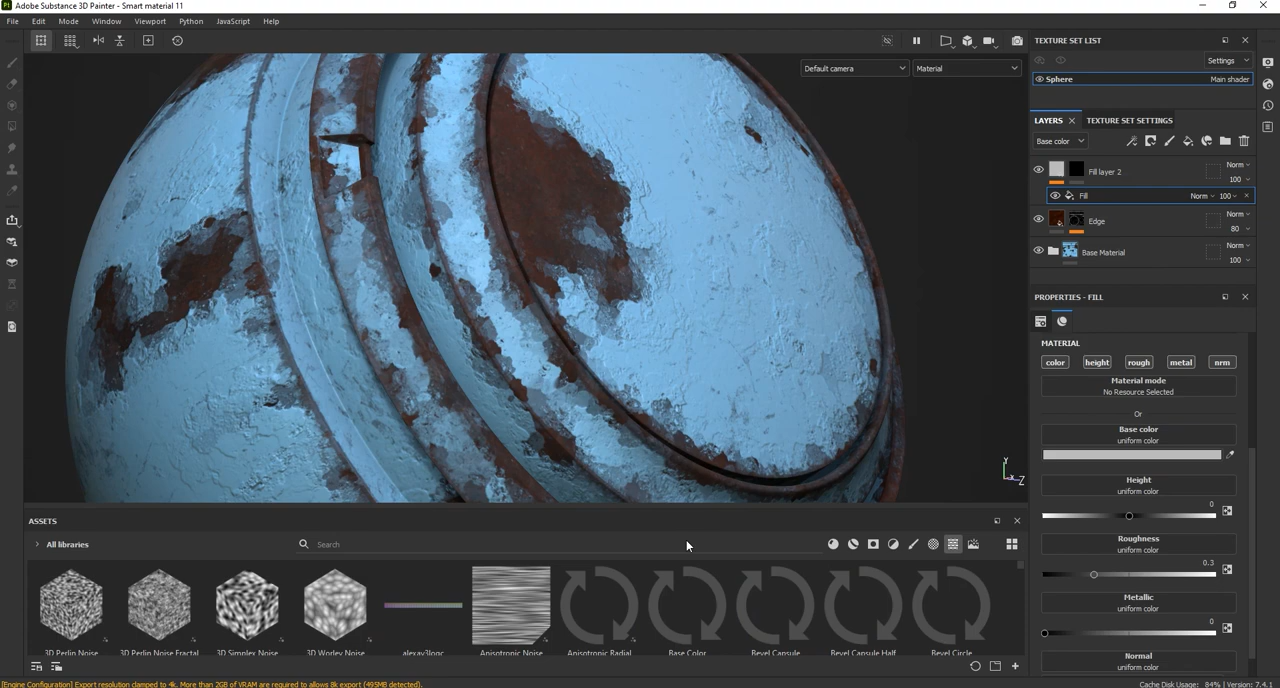 Adobe Substance 3D Painter - Smart material 11
File Edit Mode Window Viewport Python JavaScript Help
Default camera
Material
TEXTURE SET LIST
Settings
Sphere
Main shader
LAYERS
TEXTURE SET SETTINGS
Base color
Fill layer 2
Norm
100
Fill
Norm
100
Edge
Norm
80
Base Material
Norm
100
PROPERTIES - FILL
MATERIAL
color height rough metal nrm
Material mode
No Resource Selected
Or
Base color
uniform color
Height
uniform color
0
Roughness
uniform color
0.3
Metallic
uniform color
0
Normal
uniform color
ASSETS
All libraries
Search
3D Perlin Noise
3D Perlin Noise Fractal
3D Simplex Noise
3D Worley Noise
Anisotropic Noise
Anisotropic Radial
Base Color
Bevel Capsule
Bevel Capsule Half
Bevel Circle
[Engine Configuration] Export resolution clamped to 4k. More than 2GB of VRAM are required to allows 8k export (495MB detected).
Cache Disk Usage: 84% | Version: 7.4.1